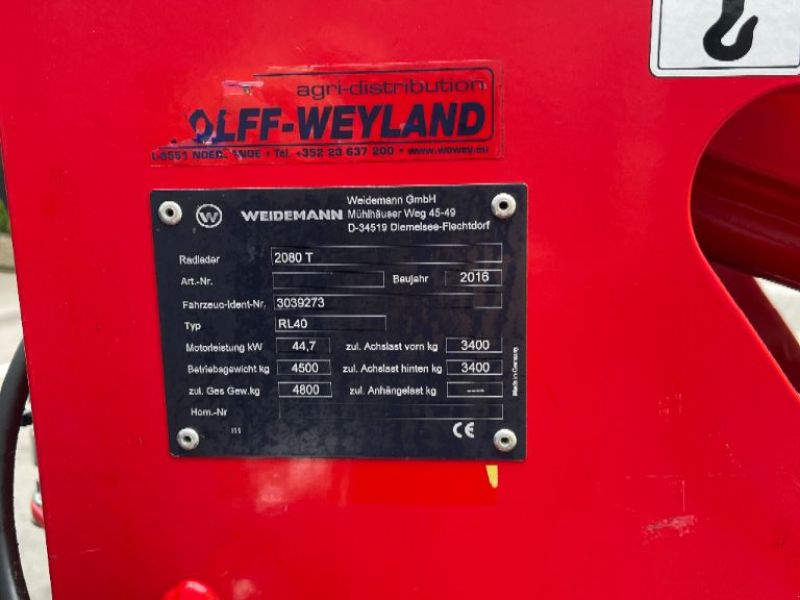 agri-distribution
OLFF-WEYLAND
Tel. +352 23 637 200 • www.wowey.eu
WEIDEMANN
Weidemann GmbH
Mühlhäuser Weg 45-49
D-34519 Diemelsee-Flechtdorf
Radlader 2080 T
Art.-Nr. Baujahr 2016
Fahrzeug-Ident-Nr. 3039273
Typ RL40
Motorleistung kW 44,7 zul. Achslast vorn kg 3400
Betriebsgewicht kg 4500 zul. Achslast hinten kg 3400
zul. Ges Gew.kg 4800 zul. Anhängelast kg ----
Hom.-Nr
CE
Made in Germany